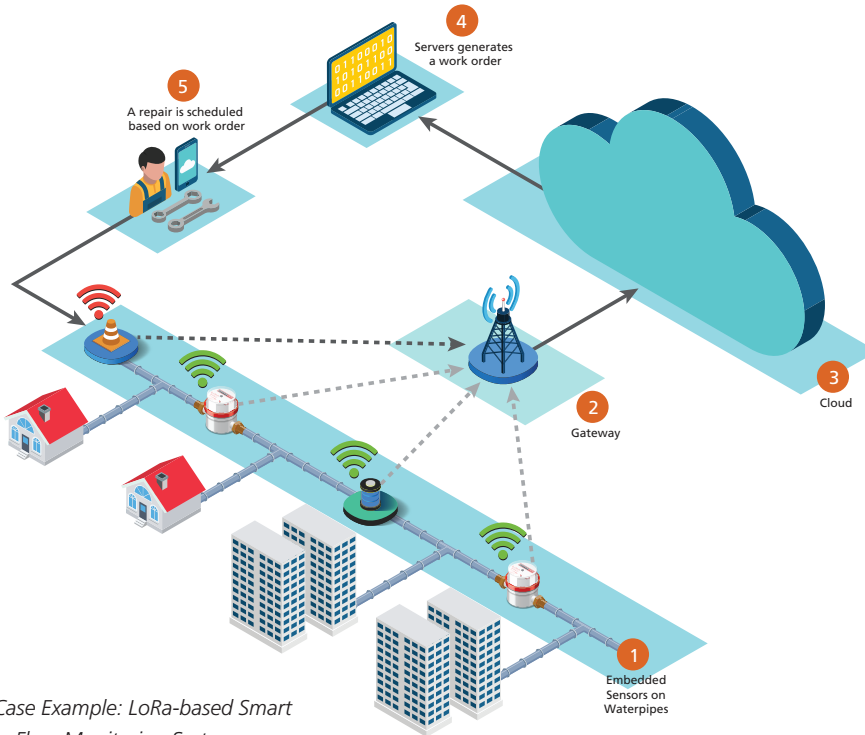 4
Servers generates
a work order
5
A repair is scheduled
based on work order
3
Cloud
2
Gateway
1
Embedded
Sensors on
Waterpipes
Case Example: LoRa-based Smart